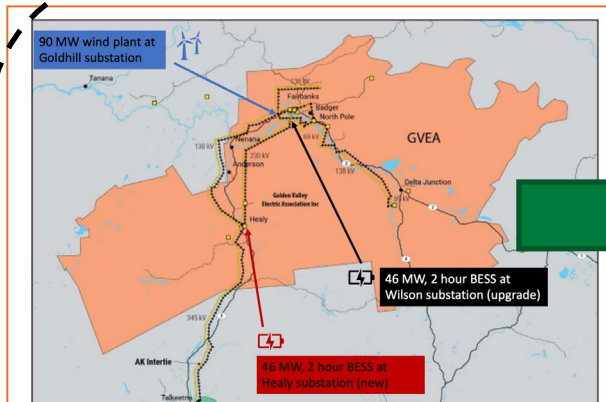 90 MW wind plant at
Goldhill substation
Tanana
138 kV
Fairbanks
Badger
North Pole
69 kV
GVEA
Nenana
138 kV
Anderson
230 kV
138 kV
Delta Junction
Golden Valley
Electric Association Inc
Healy
46 MW, 2 hour BESS at
Wilson substation (upgrade)
345 kV
46 MW, 2 hour BESS at
Healy substation (new)
AK Intertie
Talkeetna